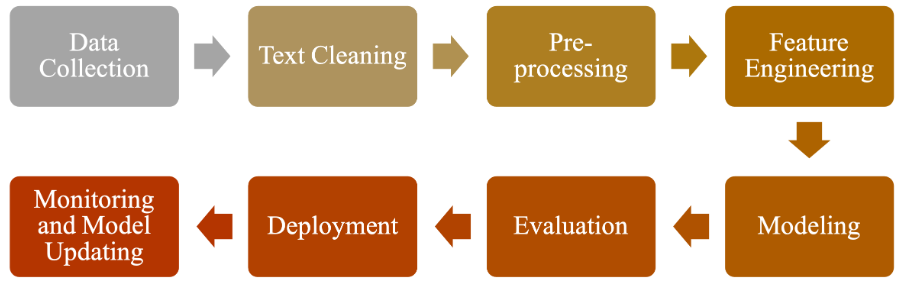 Data
Collection
Text Cleaning
Pre-
processing
Feature
Engineering
Monitoring
and Model
Updating
Deployment
Evaluation
Modeling